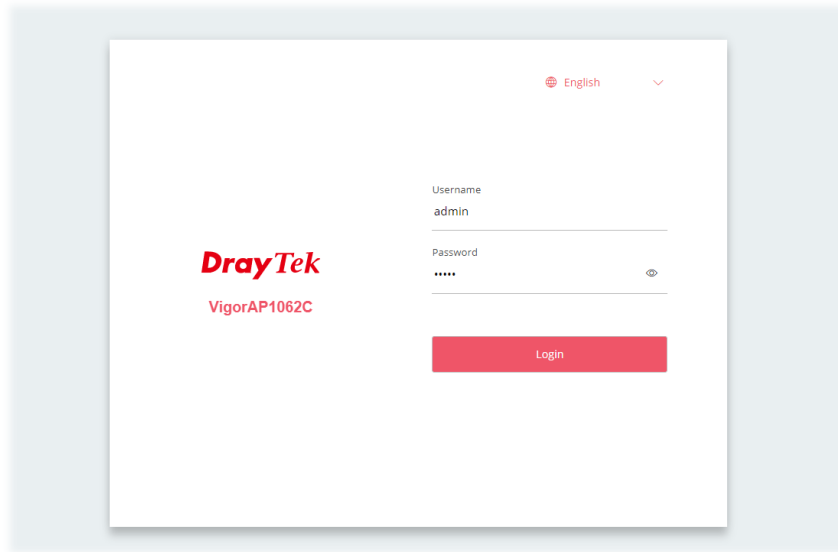 English
Username
admin
Password
•••••
DrayTek
VigorAP1062C
Login